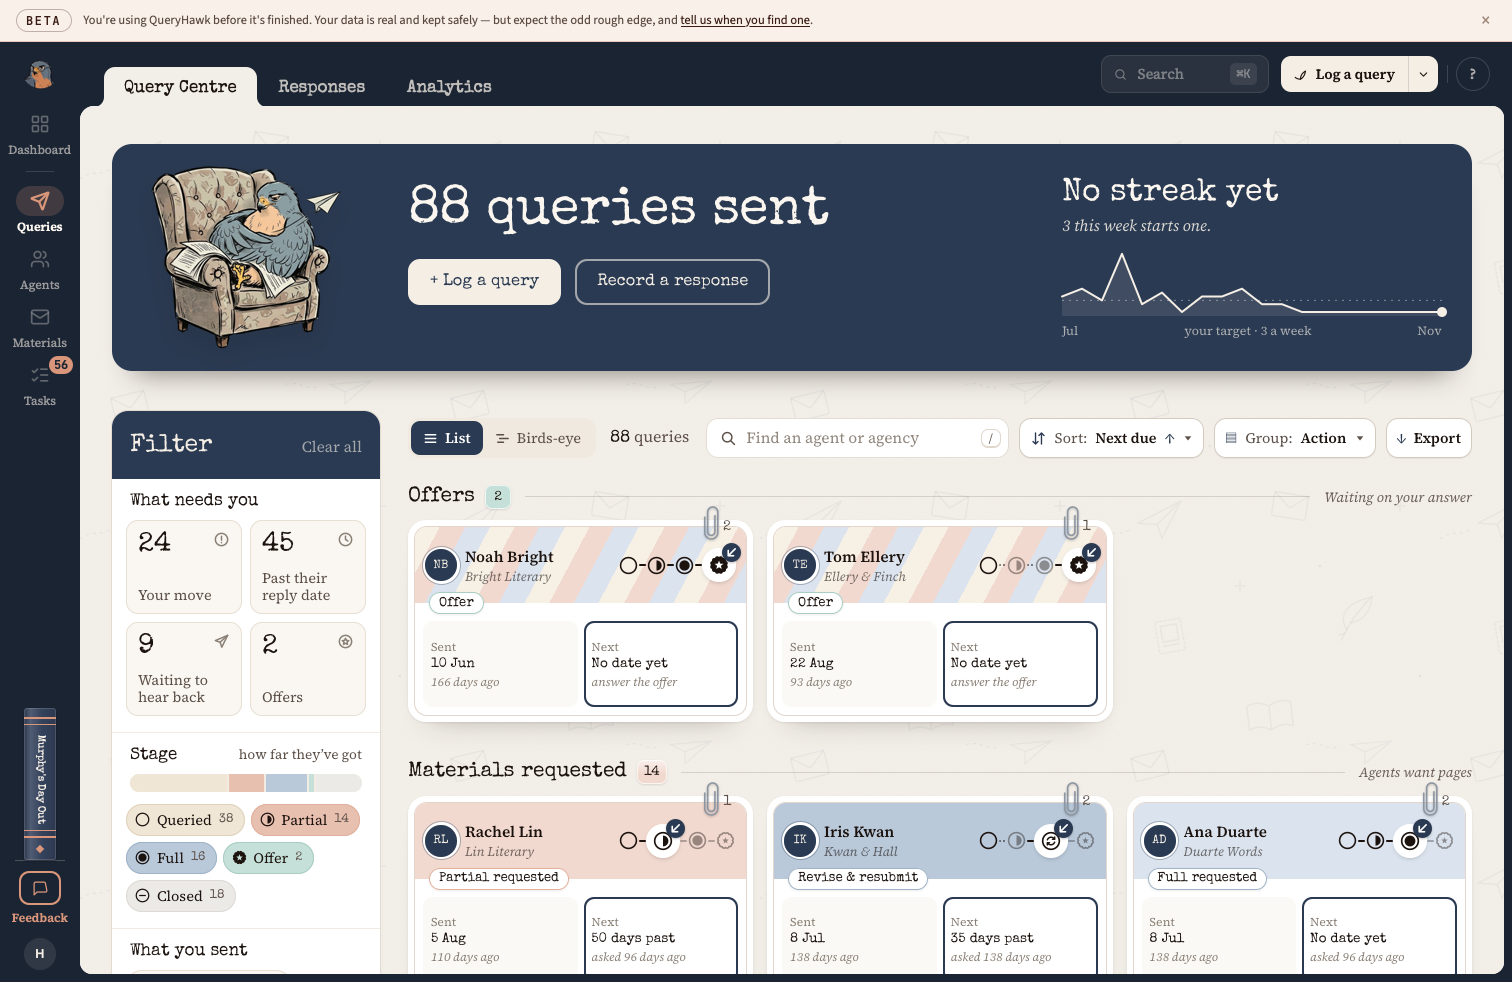 BETA You're using QueryHawk before it's finished. Your data is real and kept safely — but expect the odd rough edge, and tell us when you find one. ×
Query Centre Responses Analytics
Search ⌘K
Log a query
?
Dashboard
Queries
Agents
Materials
56
Tasks
Murphy's Day Out
Feedback
H
88 queries sent
+ Log a query Record a response
No streak yet
3 this week starts one.
Jul your target · 3 a week Nov
Filter Clear all
What needs you
24
Your move
45
Past their
reply date
9
Waiting to
hear back
2
Offers
Stage how far they've got
Queried 38 Partial 14
Full 16 Offer 2
Closed 18
What you sent
List Birds-eye 88 queries Find an agent or agency / Sort: Next due ↑ Group: Action ↓ Export
Offers 2 Waiting on your answer
2
NB Noah Bright
Bright Literary
Offer
Sent
10 Jun
166 days ago
Next
No date yet
answer the offer
1
TE Tom Ellery
Ellery & Finch
Offer
Sent
22 Aug
93 days ago
Next
No date yet
answer the offer
Materials requested 14 Agents want pages
1
RL Rachel Lin
Lin Literary
Partial requested
Sent
5 Aug
110 days ago
Next
50 days past
asked 96 days ago
2
IK Iris Kwan
Kwan & Hall
Revise & resubmit
Sent
8 Jul
138 days ago
Next
35 days past
asked 138 days ago
2
AD Ana Duarte
Duarte Words
Full requested
Sent
8 Jul
138 days ago
Next
No date yet
asked 96 days ago